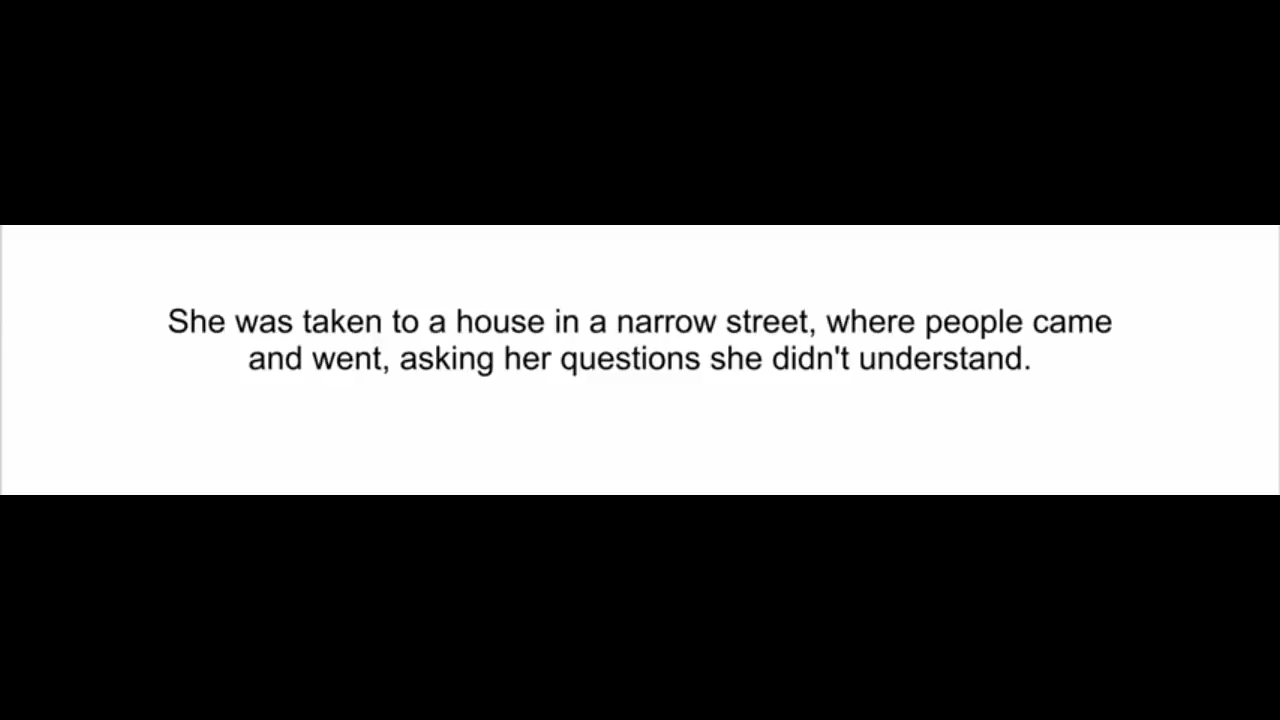 She was taken to a house in a narrow street, where people came
and went, asking her questions she didn't understand.